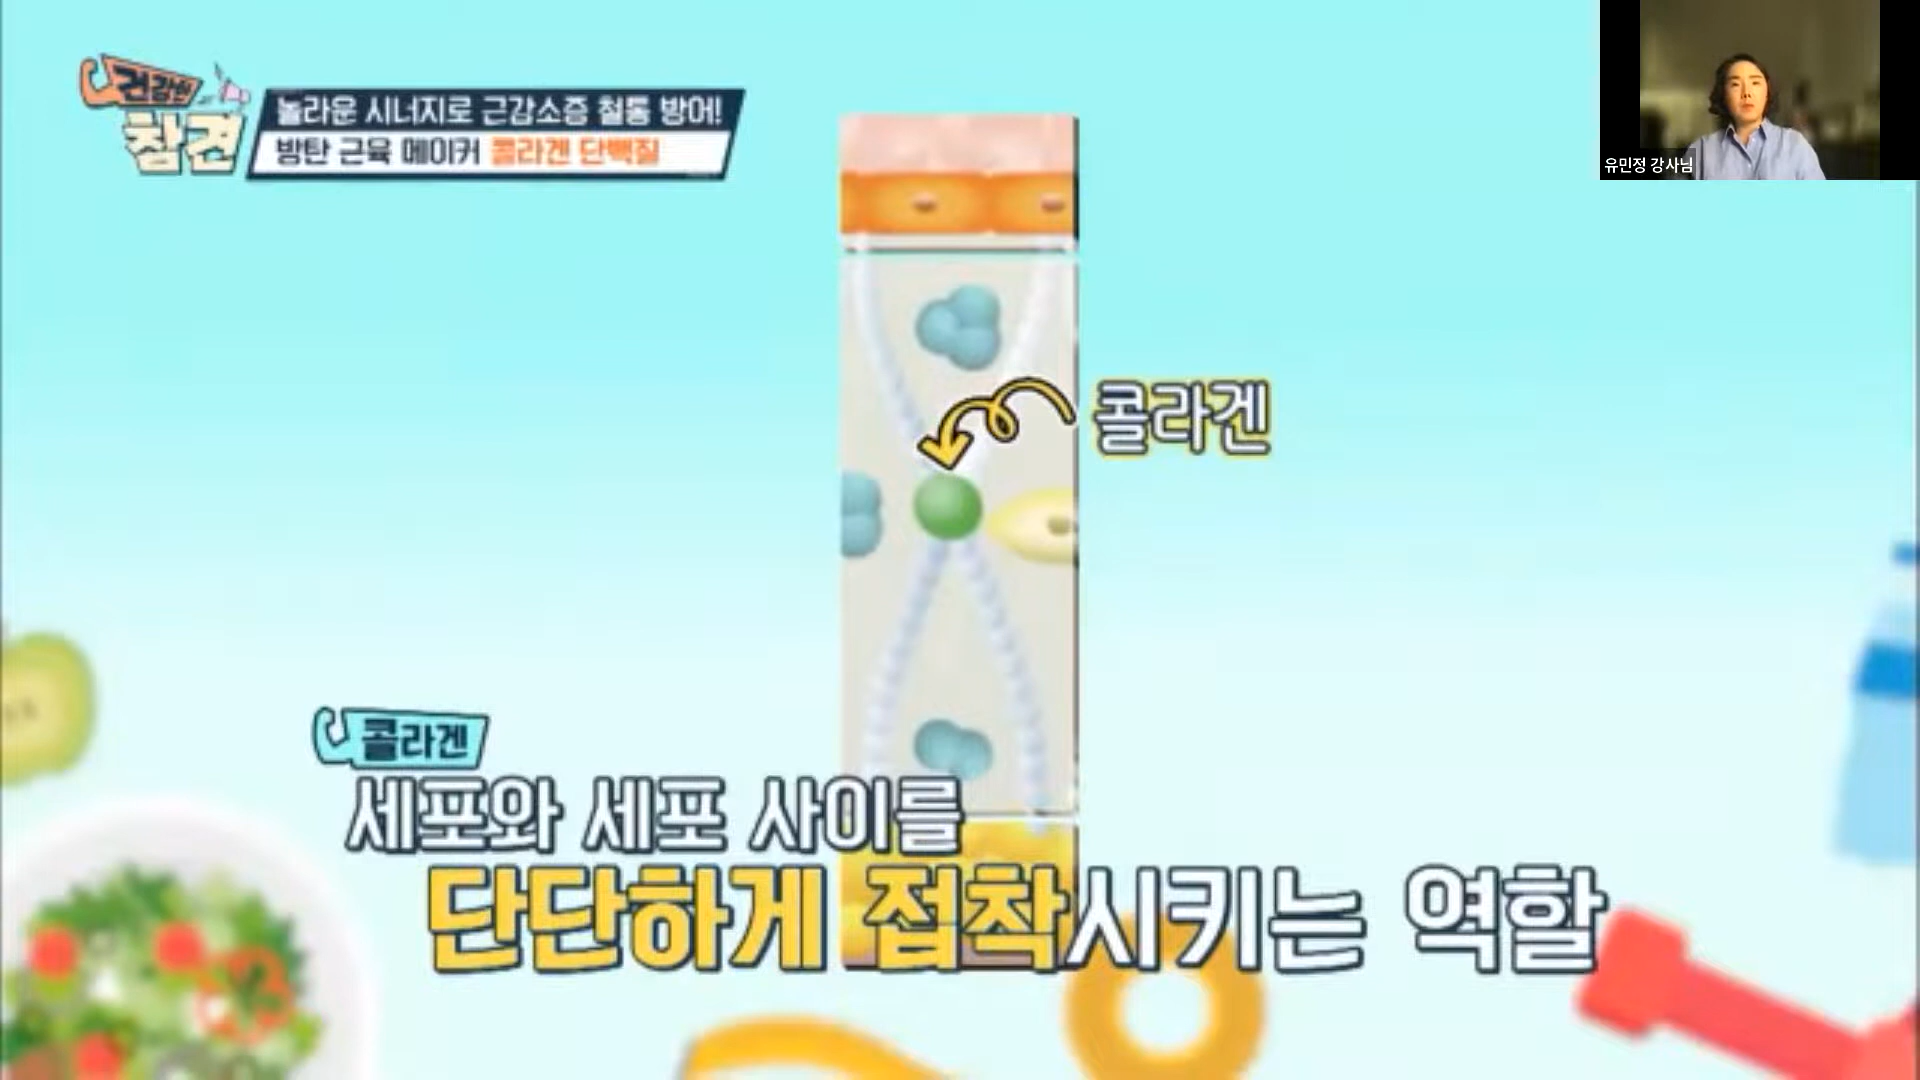 건강한
참견
놀라운 시너지로 근감소증 철통 방어!
방탄 근육 메이커 콜라겐 단백질
유민정 강사님
콜라겐
콜라겐
세포와 세포 사이를
단단하게 접착시키는 역할